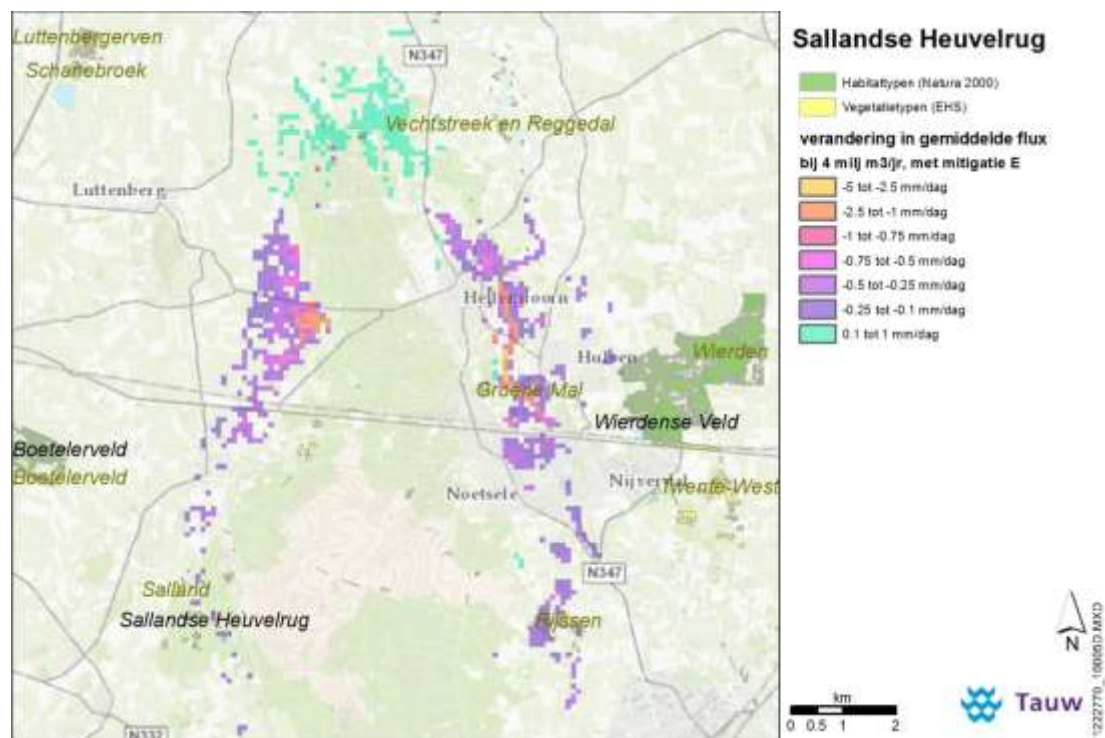 Luttenbergerven
Schanebroek
N347
Vechtstreek en Reggedal
Luttenberg
Hellendoorn
Hulsen
Wierden
Groene Mal
Wierdense Veld
Boetelerveld
Boetelerveld
Noetsele
Nijverdal
Twente-West
N347
Salland
Sallandse Heuvelrug
Rijssen
N332
Sallandse Heuvelrug
Habitattypen (Natura 2000)
Vegetatietypen (EHS)
verandering in gemiddelde flux
bij 4 milj m3/jr, met mitigatie E
-5 tot -2.5 mm/dag
-2.5 tot -1 mm/dag
-1 tot -0.75 mm/dag
-0.75 tot -0.5 mm/dag
-0.5 tot -0.25 mm/dag
-0.25 tot -0.1 mm/dag
0.1 tot 1 mm/dag
N
km
0 0.5 1 2
Tauw
1222770_10005D.MXD